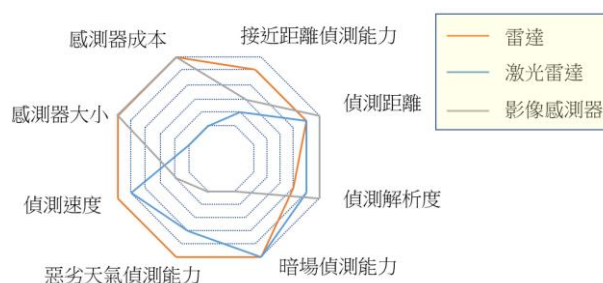 感測器成本
接近距離偵測能力
雷達
激光雷達
影像感測器
感測器大小
偵測距離
偵測速度
偵測解析度
惡劣天氣偵測能力
暗場偵測能力